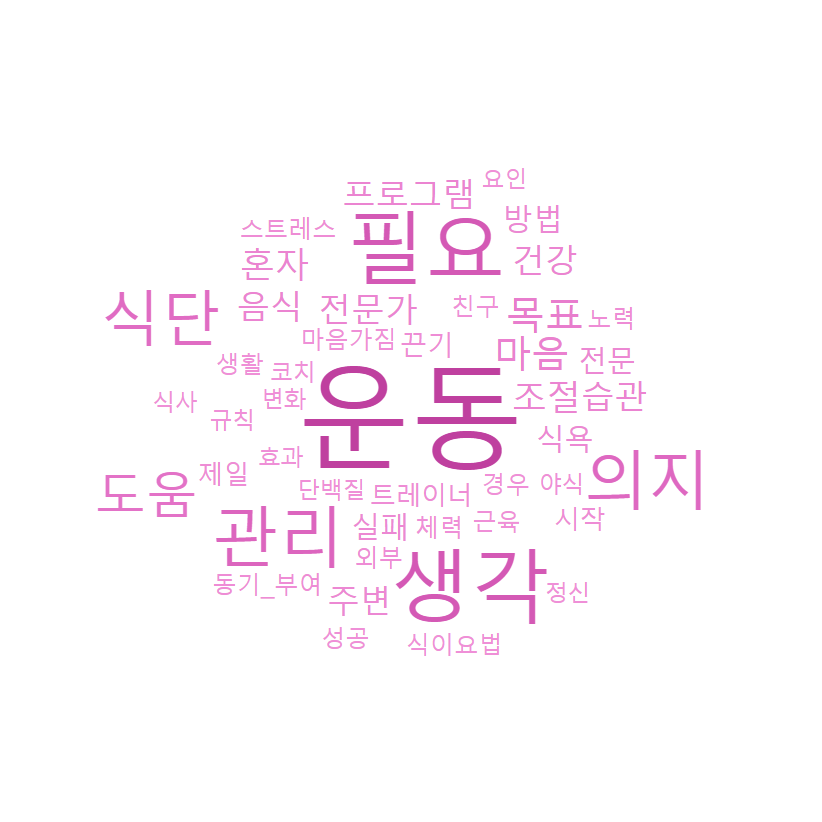 요인
프로그램
방법
스트레스
필요
건강
혼자
식단
음식
전문가
친구
목표
노력
마음가짐
끈기
마음
전문
생활
코치
운동
조절습관
식사
변화
규칙
식욕
효과
제일
의지
도움
단백질
트레이너
경우
야식
관리
실패
체력
근육
시작
외부
생각
동기_부여
주변
정신
성공
식이요법